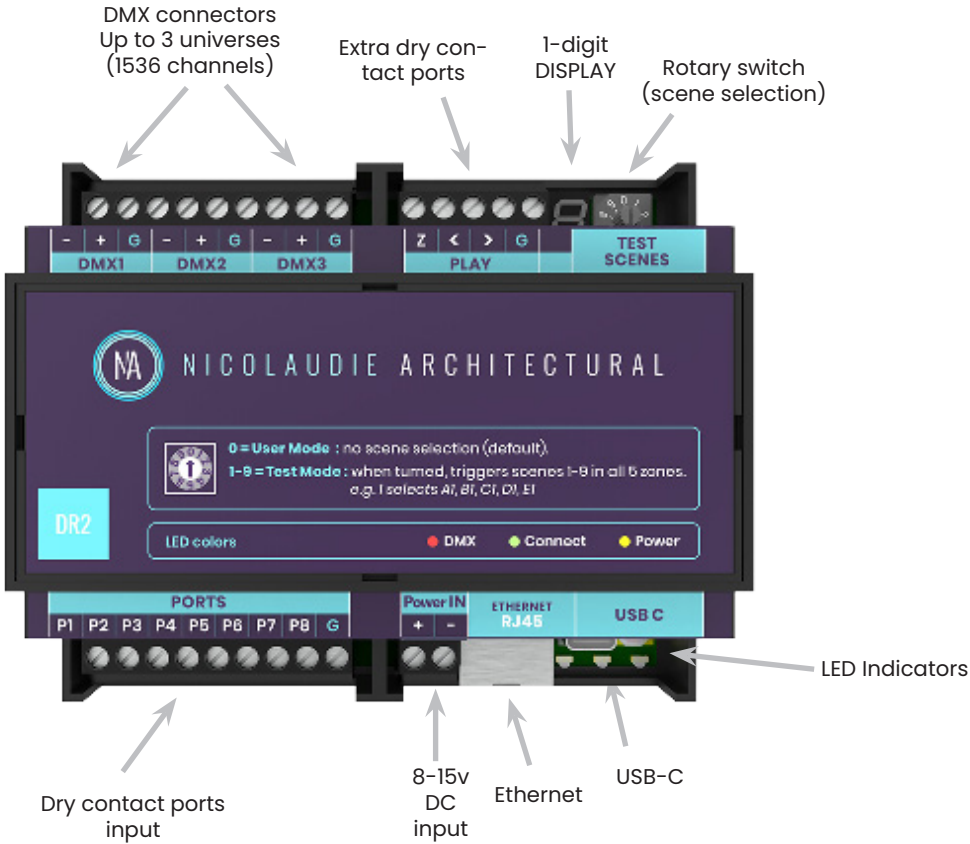 DMX connectors
Up to 3 universes
(1536 channels)
Extra dry con-
tact ports
1-digit
DISPLAY
Rotary switch
(scene selection)
- + G - + G - + G
DMX1 DMX2 DMX3
Z < > G
PLAY
TEST
SCENES
NA NICOLAUDIE ARCHITECTURAL
0 = User Mode : no scene selection (default).
1-9 = Test Mode : when turned, triggers scenes 1-9 in all 5 zones.
e.g. 1 selects A1, B1, C1, D1, E1
DR2
LED colors DMX Connect Power
PORTS
P1 P2 P3 P4 P5 P6 P7 P8 G
Power IN
+ -
ETHERNET
RJ45
USB C
LED Indicators
Dry contact ports
input
8-15v
DC
input
Ethernet
USB-C